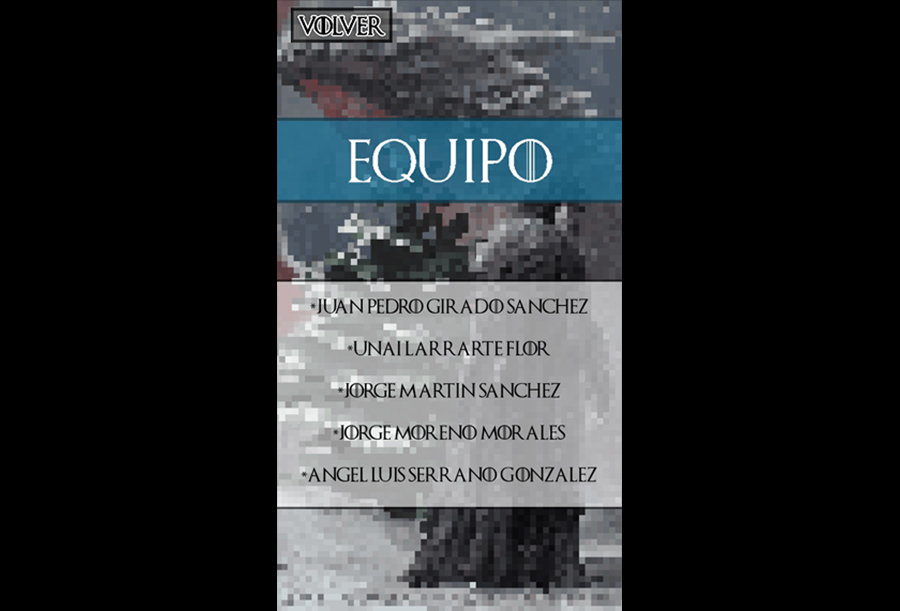 VOLVER
EQUIPO
*JUAN PEDRO GIRADO SANCHEZ
*UNAI LARRARTE FLOR
*JORGE MARTIN SANCHEZ
*JORGE MORENO MORALES
*ANGEL LUIS SERRANO GONZALEZ